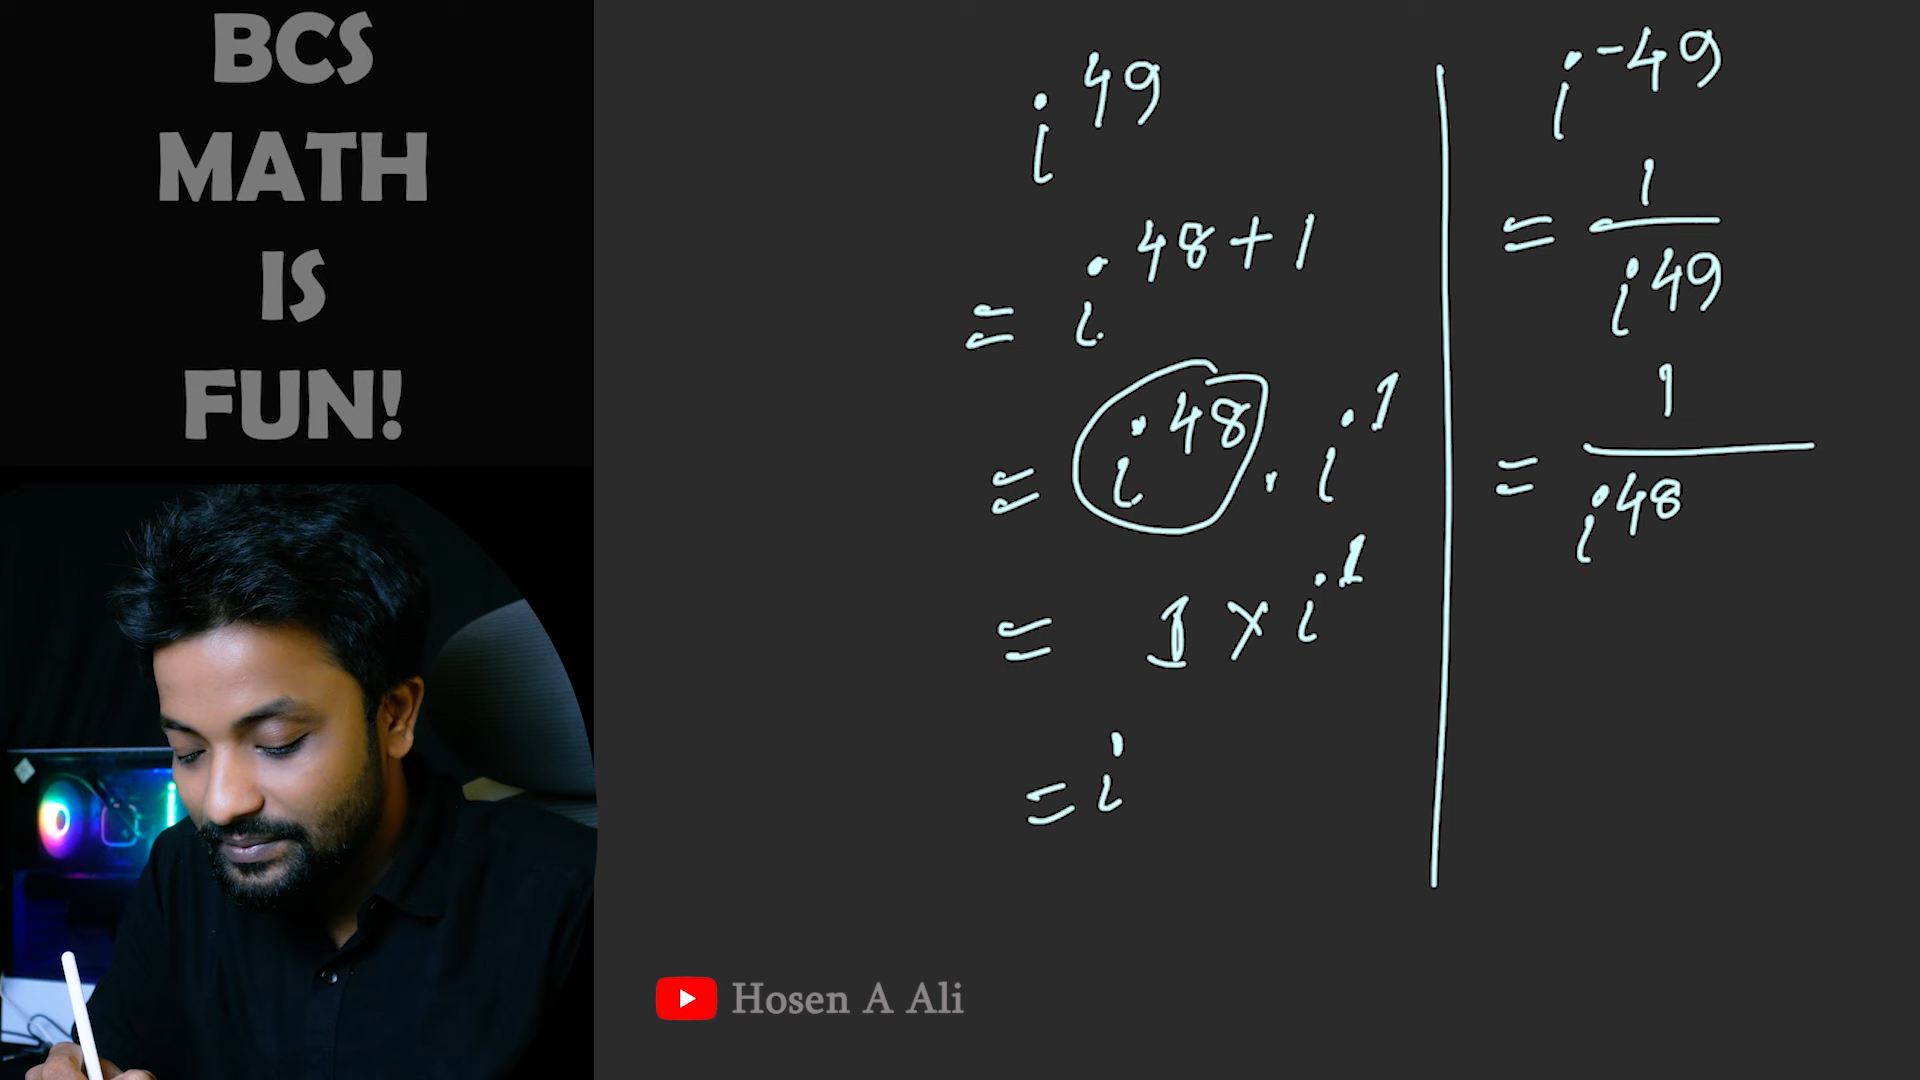 BCS
MATH
IS
FUN!
i^49
= i^48+1
= i^48 . i^1
= 1 × i^1
= i
i^-49
= 1/i^49
= 1/i^48
Hosen A Ali